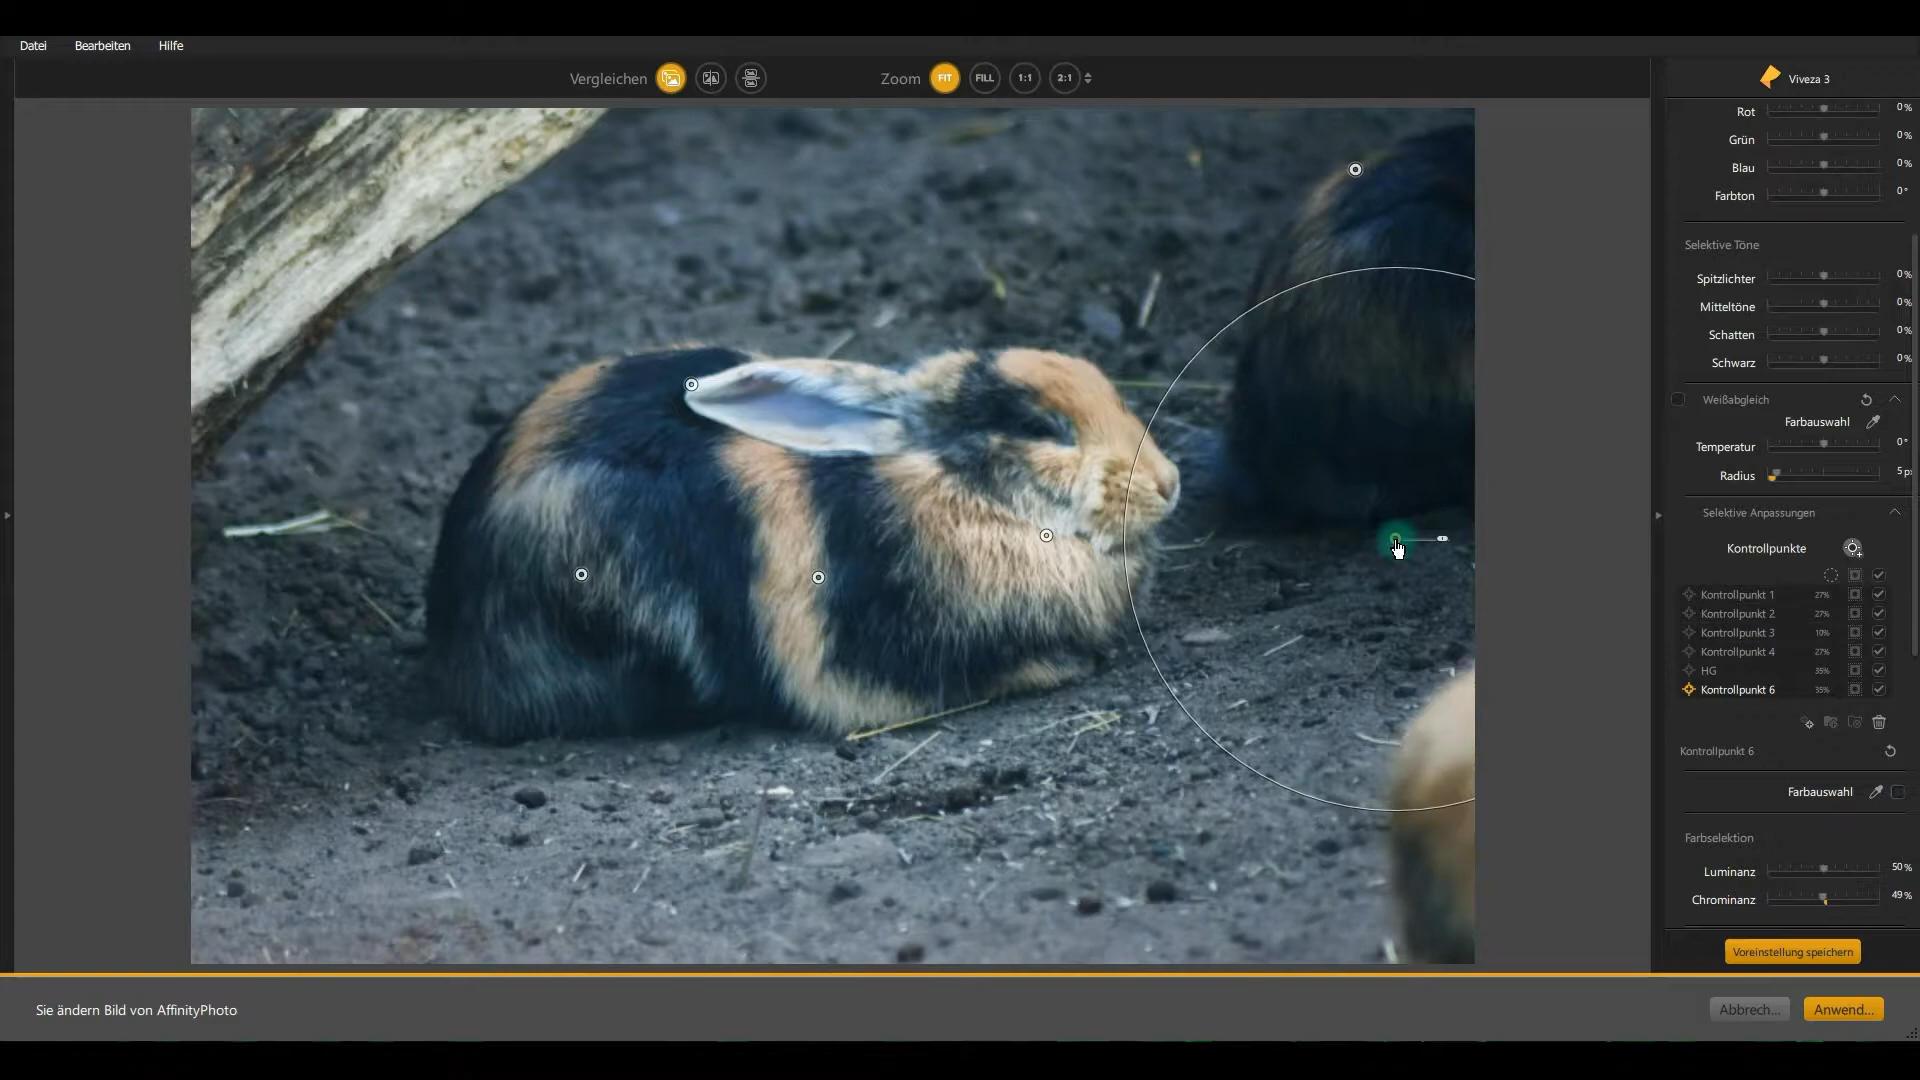 Datei Bearbeiten Hilfe
Vergleichen Zoom FIT FILL 1:1 2:1
Viveza 3
Rot 0%
Grün 0%
Blau 0%
Farbton 0°
Selektive Töne
Spitzlichter 0%
Mitteltöne 0%
Schatten 0%
Schwarz 0%
Weißabgleich
Farbauswahl
Temperatur 0°
Radius 5 p
Selektive Anpassungen
Kontrollpunkte
Kontrollpunkt 1 27%
Kontrollpunkt 2 27%
Kontrollpunkt 3 10%
Kontrollpunkt 4 27%
HG 35%
Kontrollpunkt 6 35%
Kontrollpunkt 6
Farbauswahl
Farbselektion
Luminanz 50%
Chrominanz 49%
Voreinstellung speichern
Sie ändern Bild von AffinityPhoto
Abbrech... Anwend...